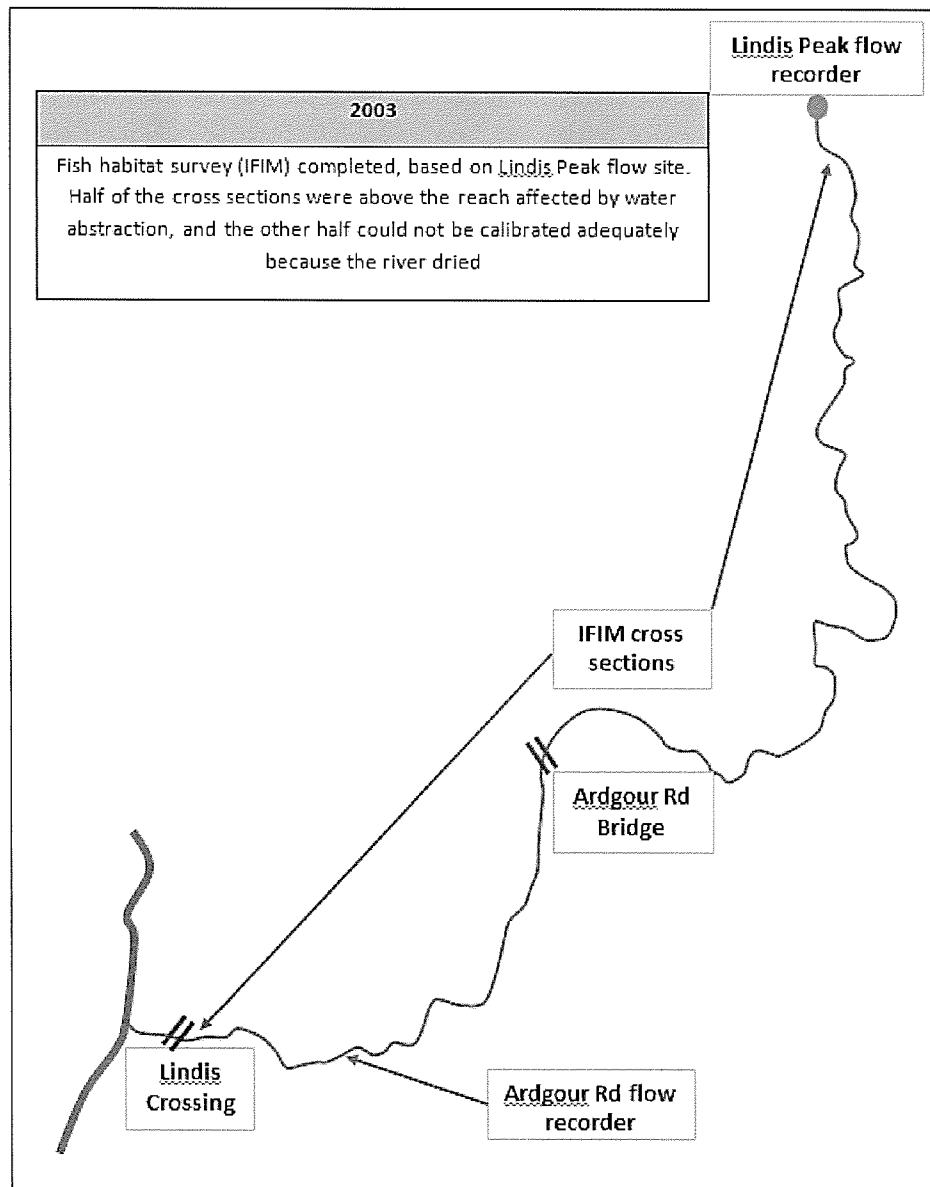 Lindis Peak flow
recorder
2003
Fish habitat survey (IFIM) completed, based on Lindis Peak flow site.
Half of the cross sections were above the reach affected by water
abstraction, and the other half could not be calibrated adequately
because the river dried
IFIM cross
sections
Ardgour Rd
Bridge
Lindis
Crossing
Ardgour Rd flow
recorder